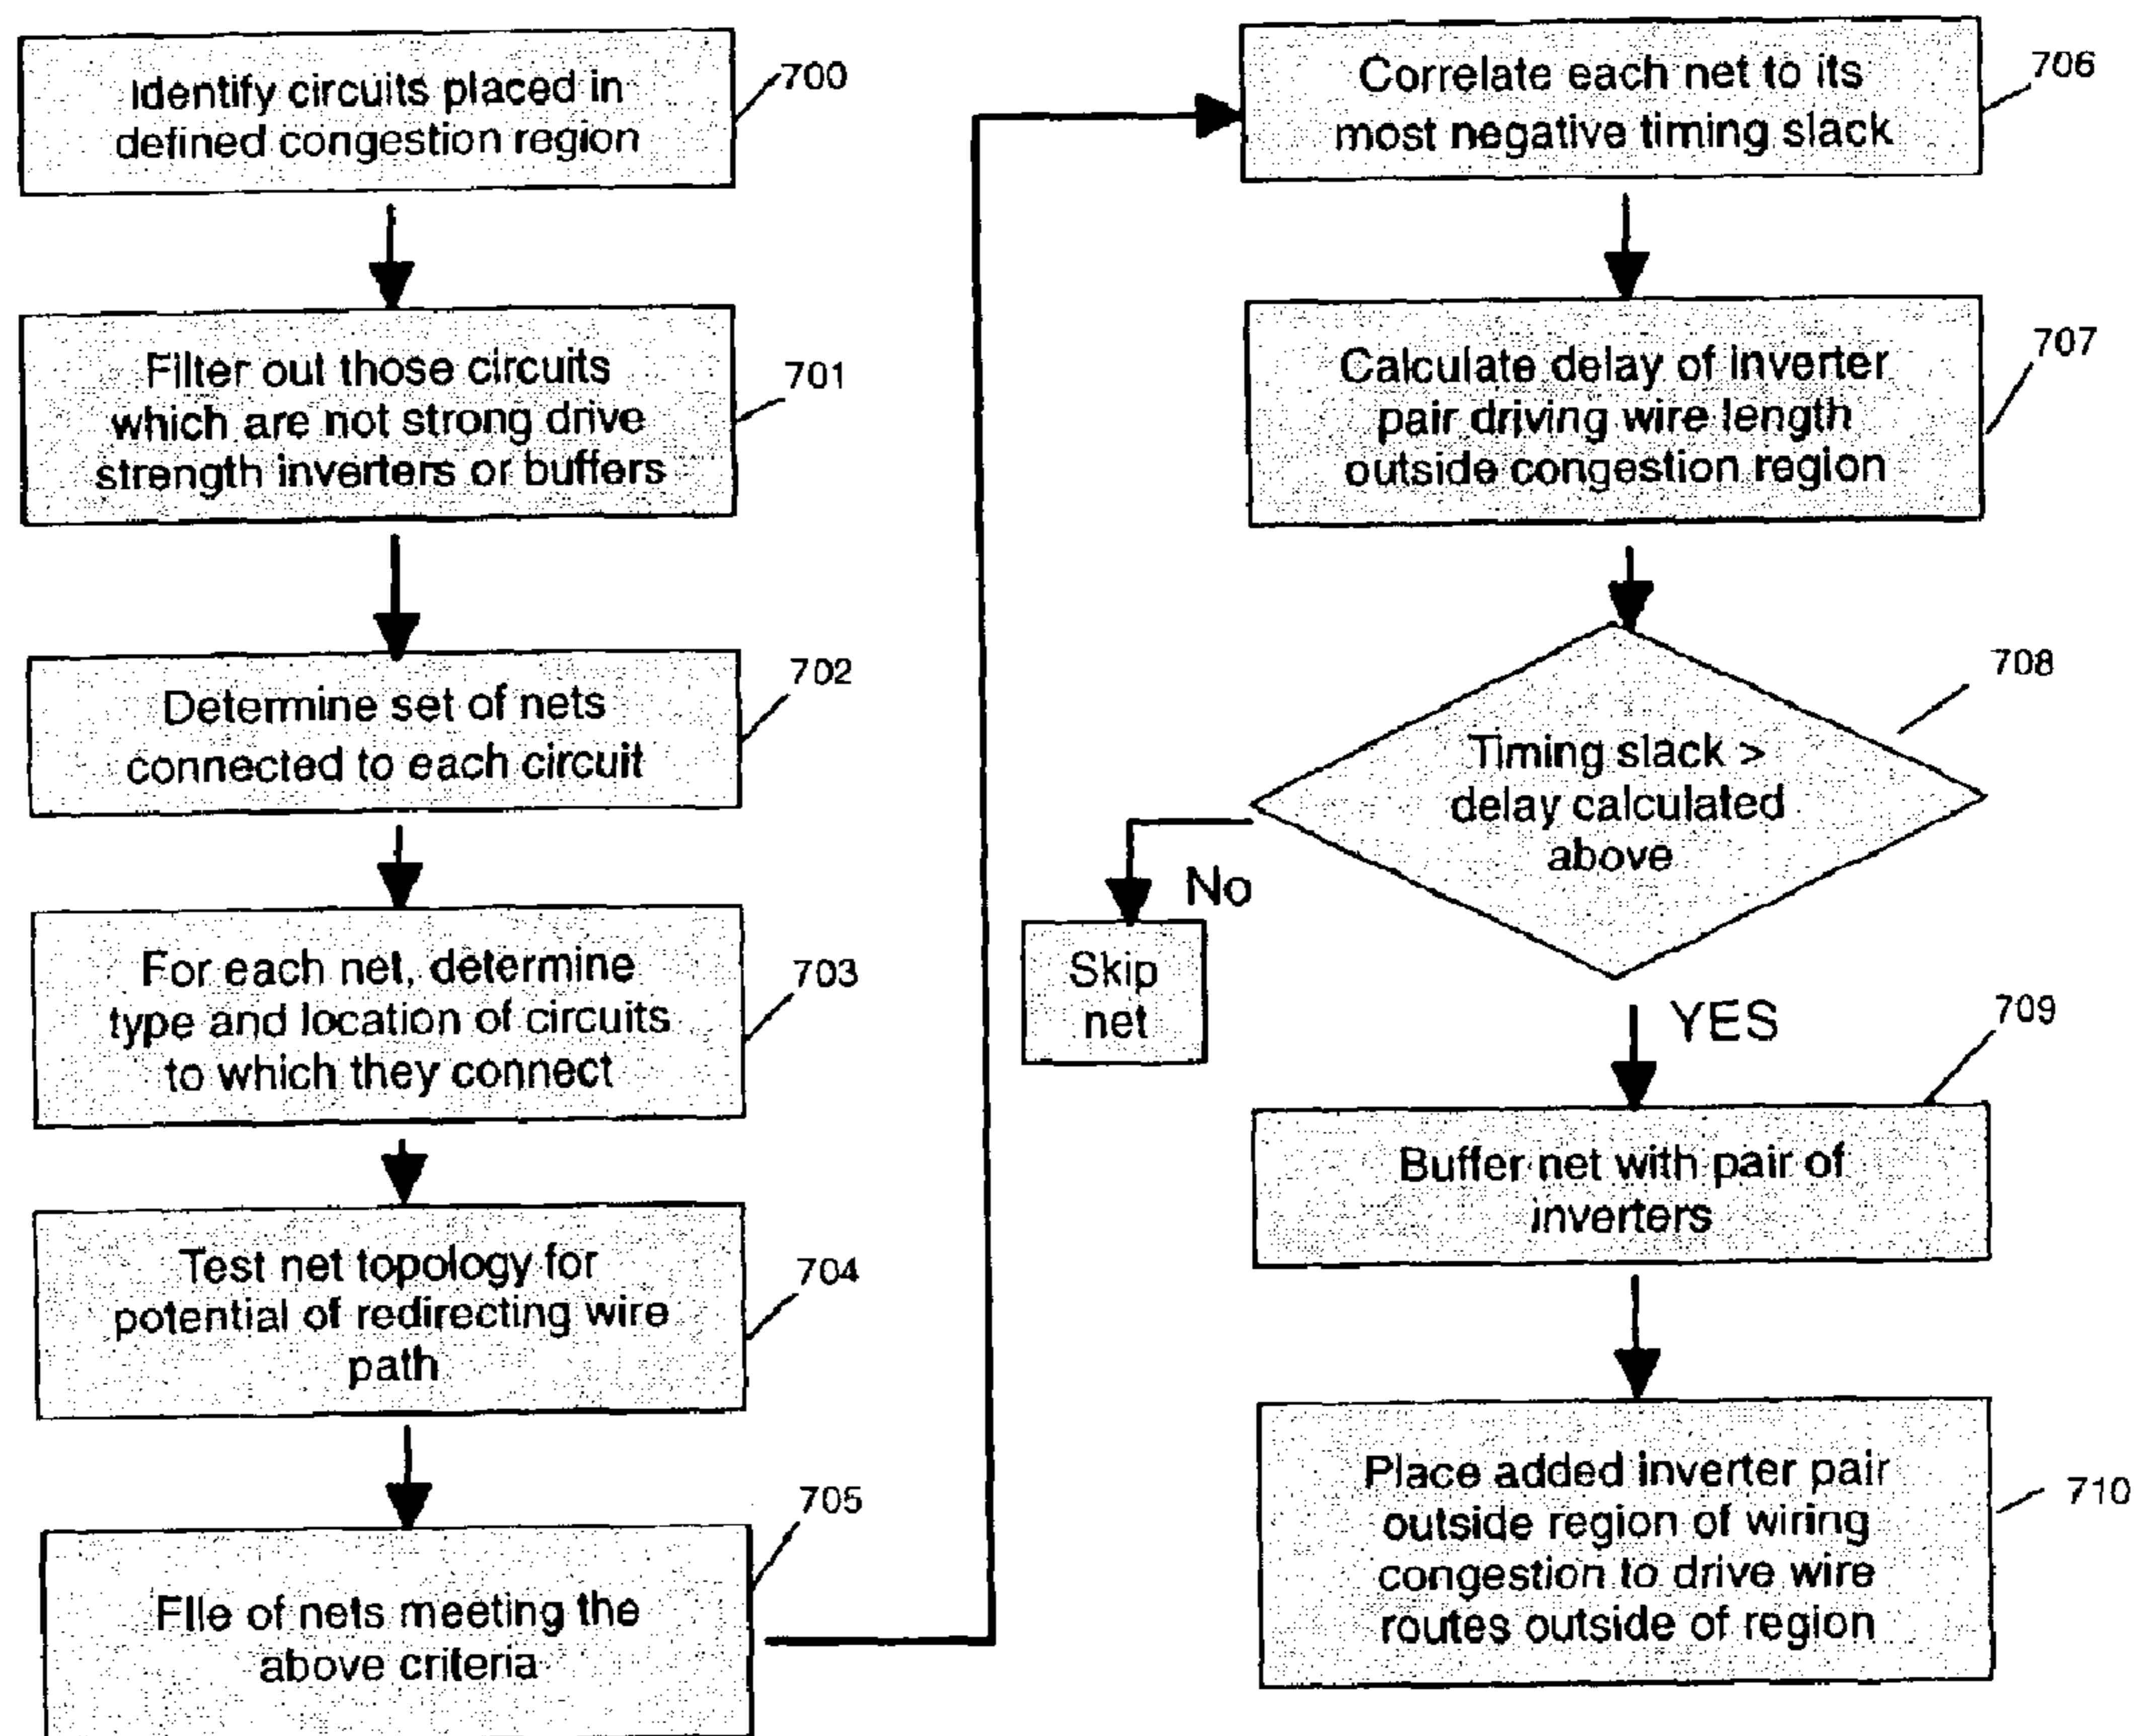 Identify circuits placed in
defined congestion region
700
Filter out those circuits
which are not strong drive
strength inverters or buffers
701
Determine set of nets
connected to each circuit
702
For each net, determine
type and location of circuits
to which they connect
703
Test net topology for
potential of redirecting wire
path
704
File of nets meeting the
above criteria
705
Correlate each net to its
most negative timing slack
706
Calculate delay of inverter
pair driving wire length
outside congestion region
707
Timing slack >
delay calculated
above
708
No
Skip
net
YES
Buffer net with pair of
inverters
709
Place added inverter pair
outside region of wiring
congestion to drive wire
routes outside of region
710